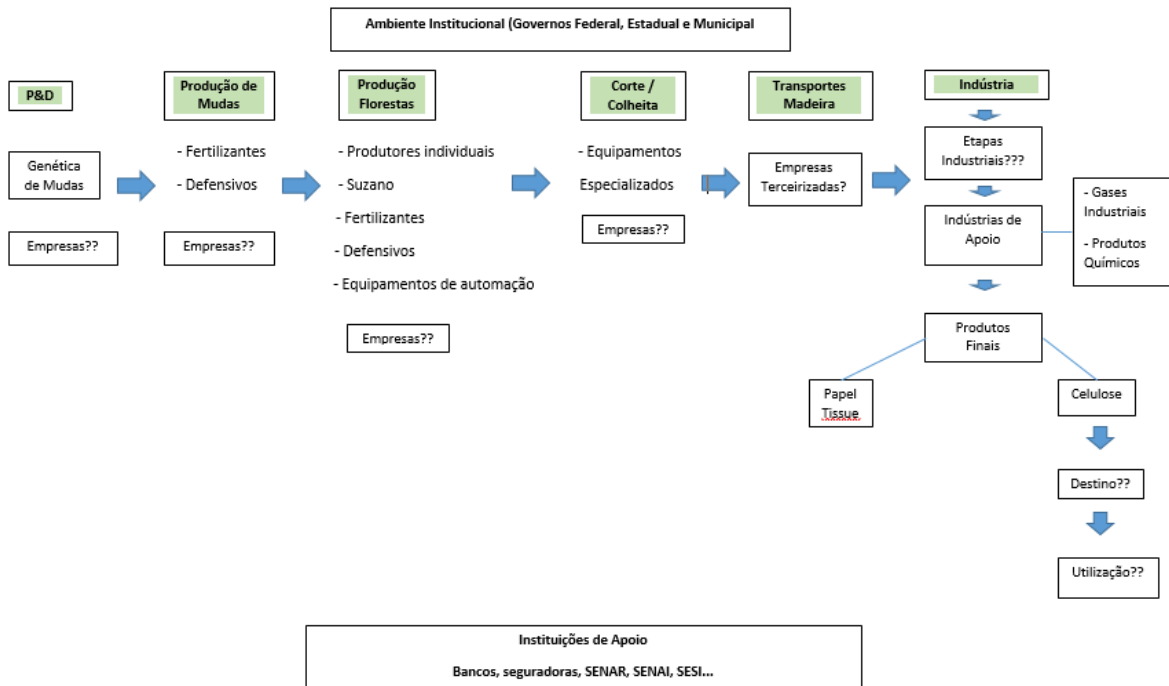 Ambiente Institucional (Governos Federal, Estadual e Municipal
P&D
Genética
de Mudas
Empresas??
Produção de
Mudas
- Fertilizantes
- Defensivos
Empresas??
Produção
Florestas
- Produtores individuais
- Suzano
- Fertilizantes
- Defensivos
- Equipamentos de automação
Empresas??
Corte /
Colheita
- Equipamentos
Especializados
Empresas??
Transportes
Madeira
Empresas
Terceirizadas?
Indústria
Etapas
Industriais???
Indústrias de
Apoio
- Gases
Industriais
- Produtos
Químicos
Produtos
Finais
Papel
Tissue
Celulose
Destino??
Utilização??
Instituições de Apoio
Bancos, seguradoras, SENAR, SENAI, SESI...